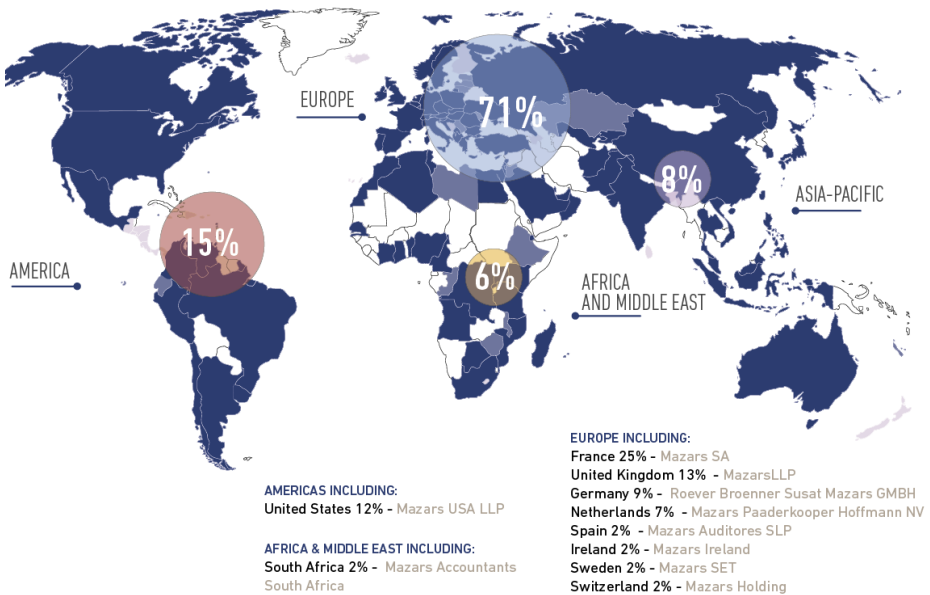 EUROPE
71%
8%
ASIA-PACIFIC
15%
AMERICA
6%
AFRICA
AND MIDDLE EAST
AMERICAS INCLUDING:
United States 12% - Mazars USA LLP
AFRICA & MIDDLE EAST INCLUDING:
South Africa 2% - Mazars Accountants
South Africa
EUROPE INCLUDING:
France 25% - Mazars SA
United Kingdom 13% - MazarsLLP
Germany 9% - Roever Broenner Susat Mazars GMBH
Netherlands 7% - Mazars Paaderkooper Hoffmann NV
Spain 2% - Mazars Auditores SLP
Ireland 2% - Mazars Ireland
Sweden 2% - Mazars SET
Switzerland 2% - Mazars Holding